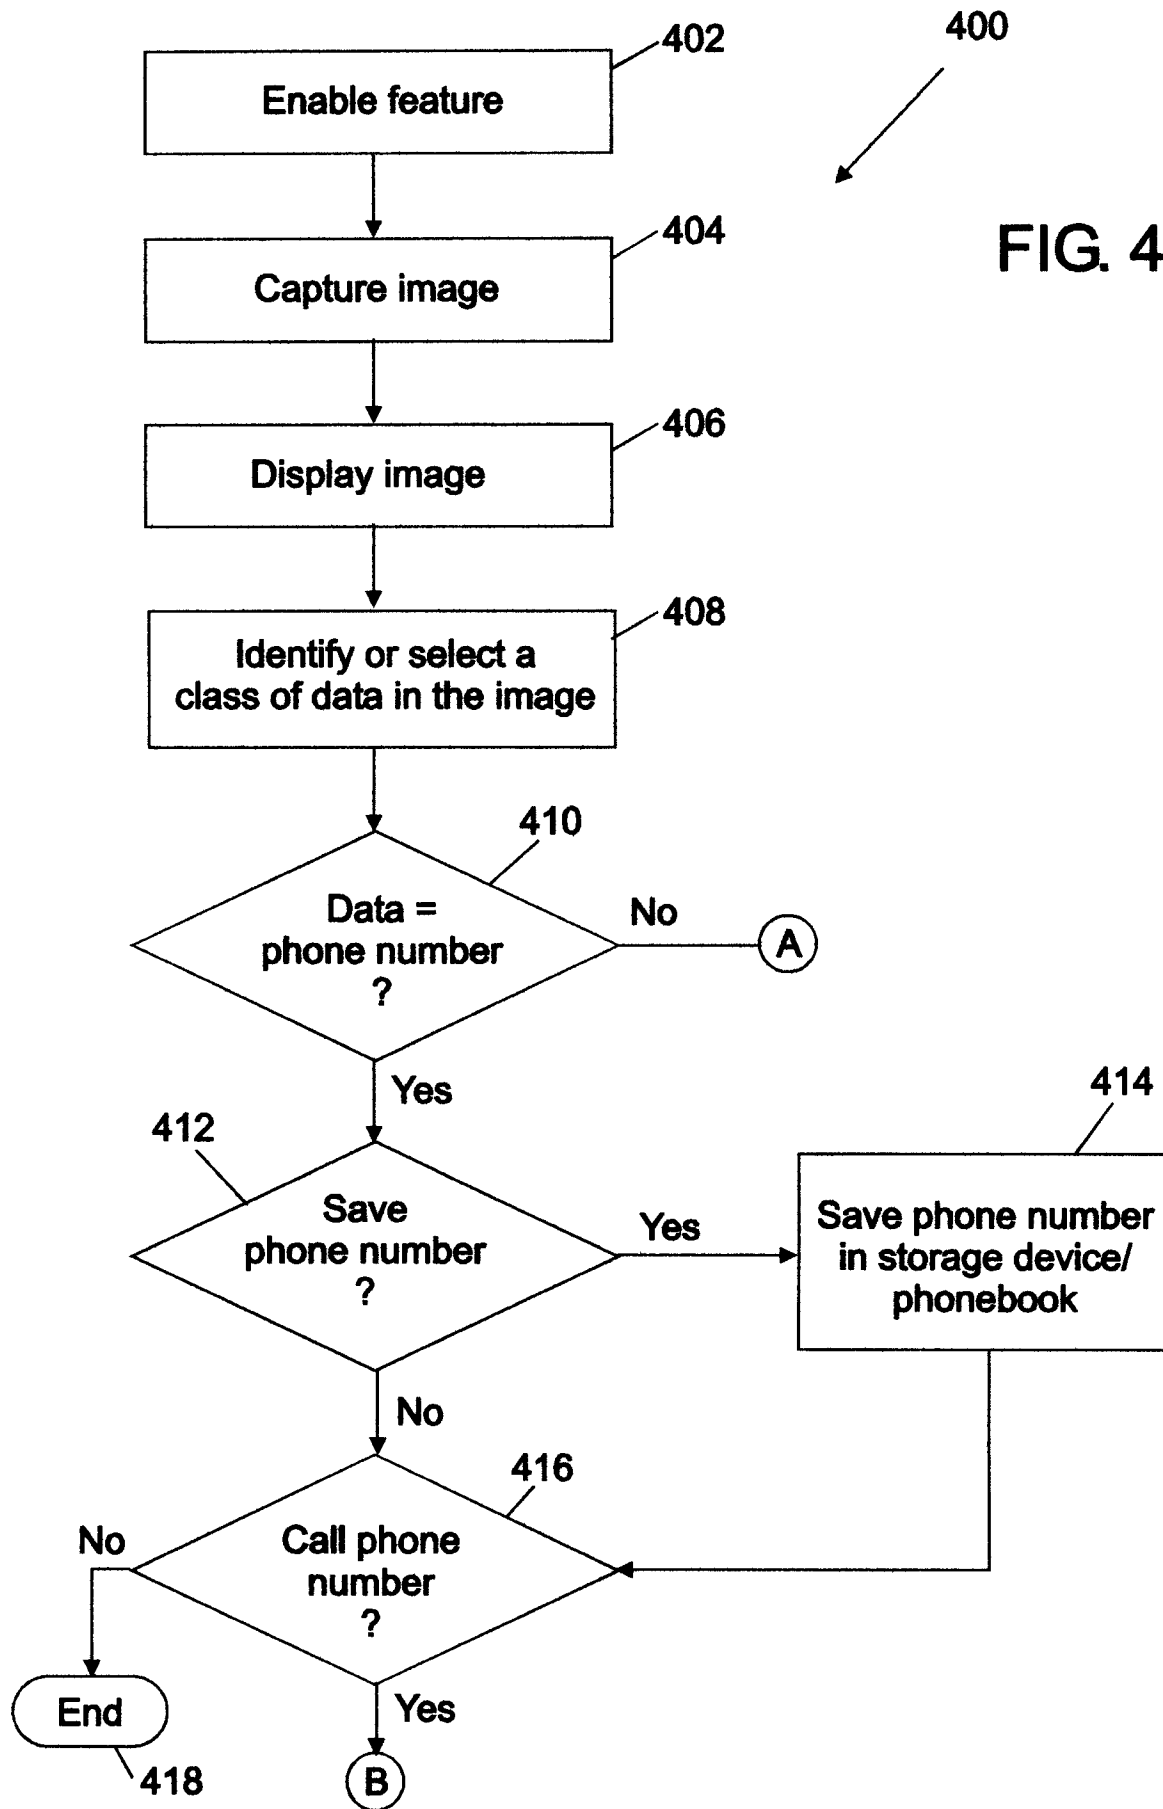 402
400
Enable feature
404
FIG. 4
Capture image
406
Display image
408
Identify or select a
class of data in the image
410
Data =
phone number
?
No
A
Yes
412
414
Save
phone number
?
Yes
Save phone number
in storage device/
phonebook
No
416
Call phone
number
?
No
End
Yes
418
B